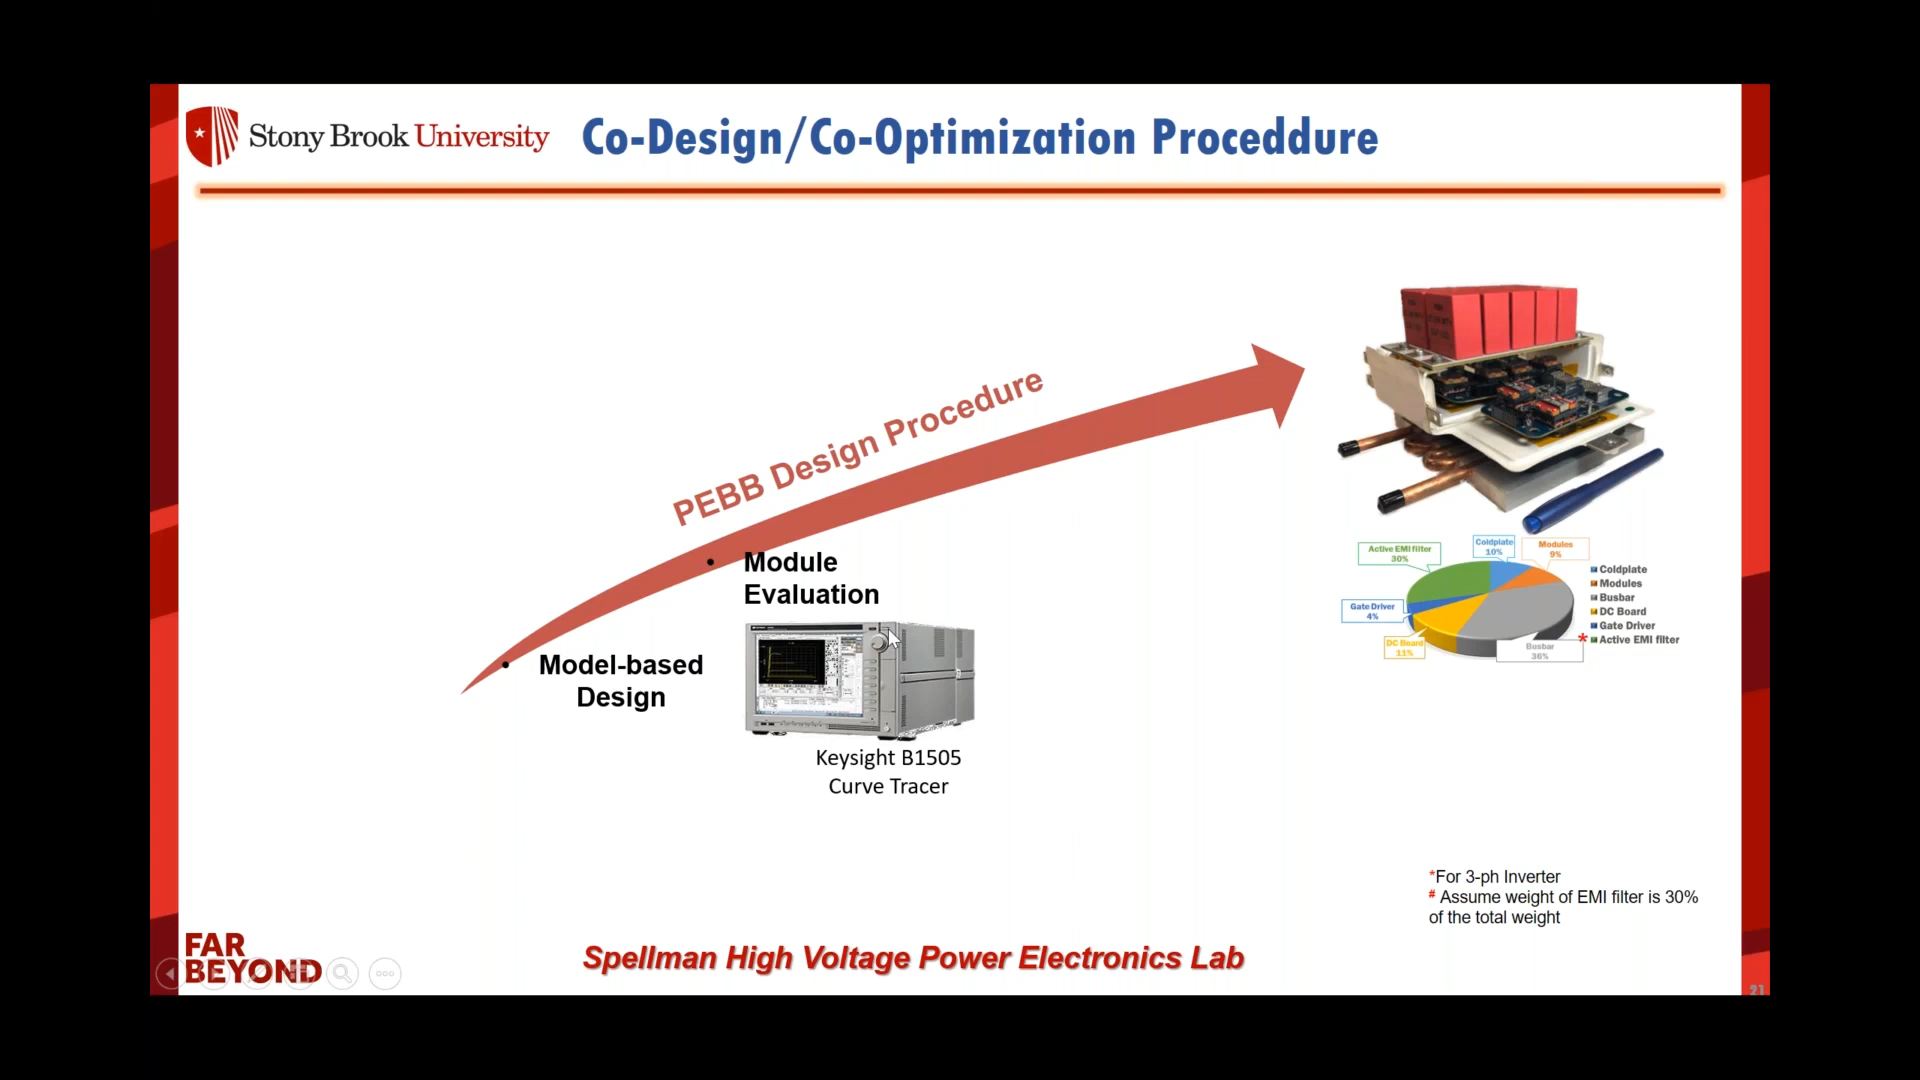 Stony Brook University
Co-Design/Co-Optimization Proceddure
PEBB Design Procedure
• Module
Evaluation
• Model-based
Design
Keysight B1505
Curve Tracer
Active EMI filter
30%
Coldplate
10%
Modules
9%
Gate Driver
4%
DC Board
11%
Busbar
36%
Coldplate
Modules
Busbar
DC Board
Gate Driver
* Active EMI filter
*For 3-ph Inverter
# Assume weight of EMI filter is 30%
of the total weight
FAR
BEYOND
Spellman High Voltage Power Electronics Lab
21